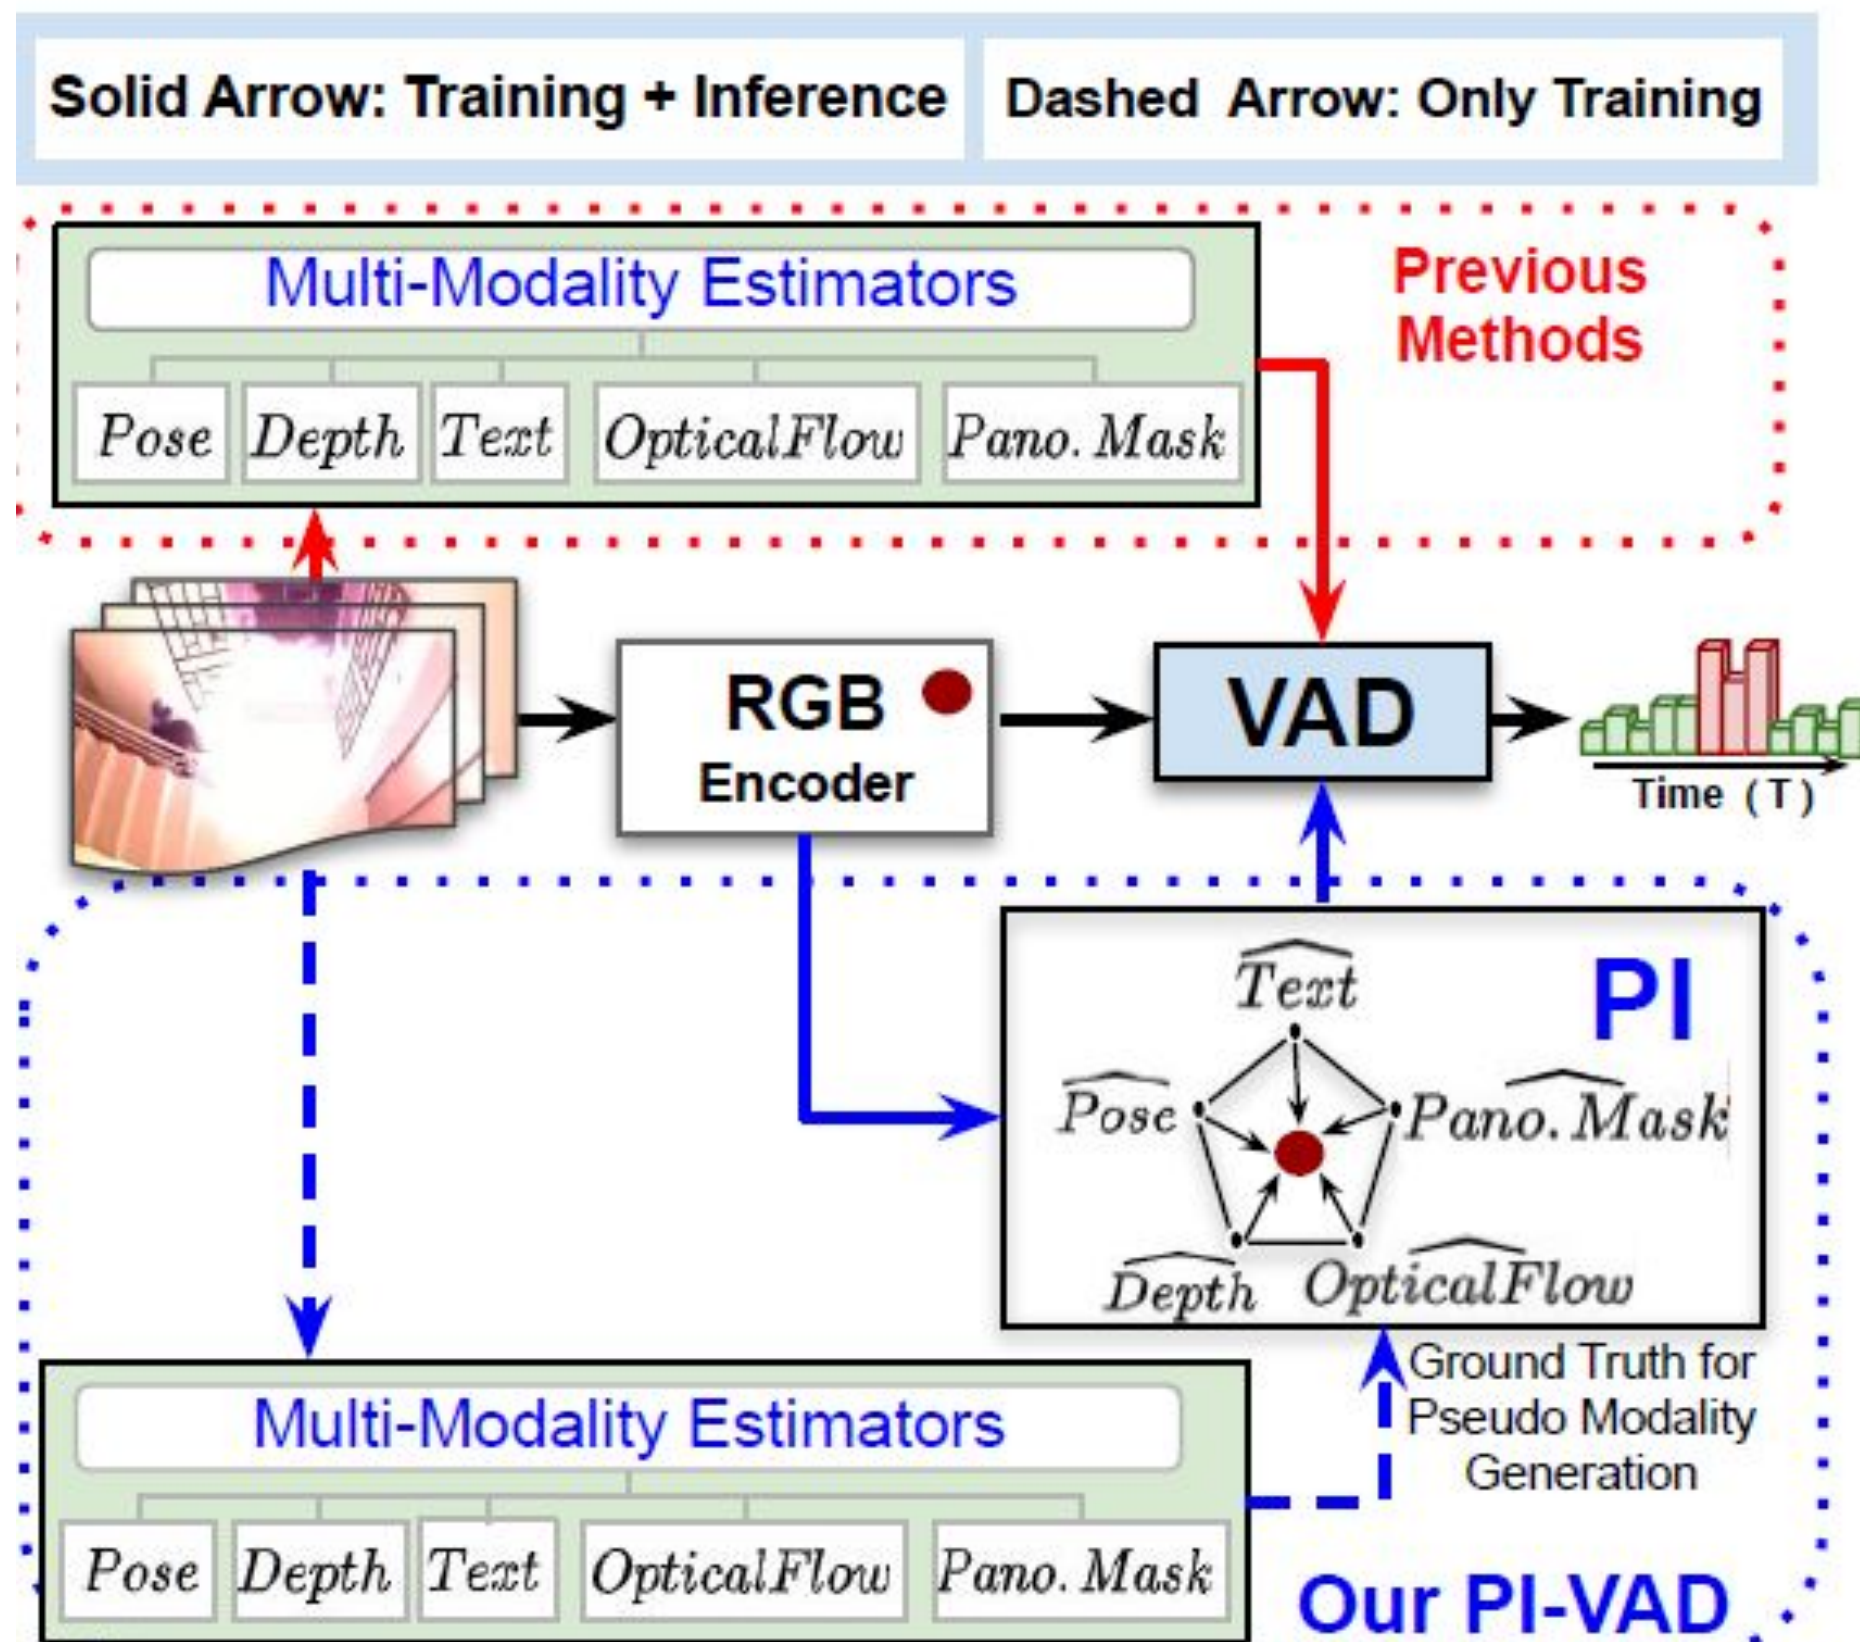 Solid Arrow: Training + Inference
Dashed Arrow: Only Training
Multi-Modality Estimators
Previous
Methods
Pose Depth Text OpticalFlow Pano. Mask
RGB
Encoder
VAD
Time (T)
PI
Text
Pose
Pano. Mask
Depth
OpticalFlow
Ground Truth for
Pseudo Modality
Generation
Multi-Modality Estimators
Pose Depth Text OpticalFlow Pano. Mask
Our PI-VAD